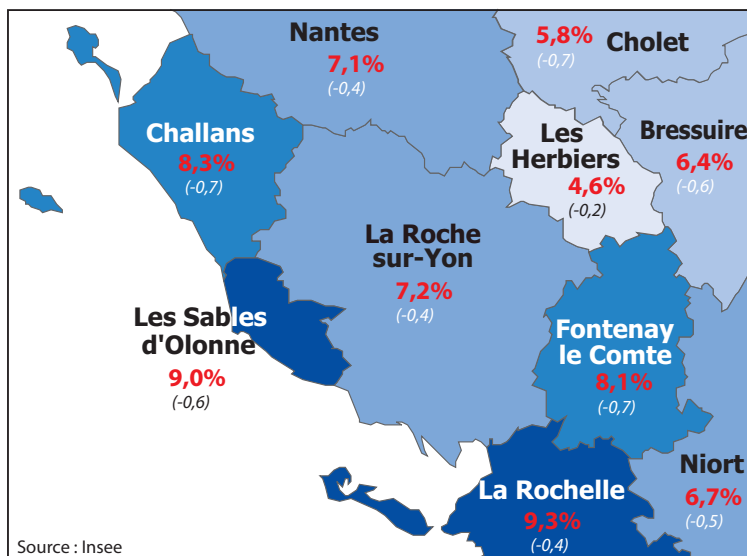 Nantes
7,1%
(-0,4)
5,8%
Cholet
(-0,7)
Challans
8,3%
(-0,7)
Les
Herbiers
4,6%
(-0,2)
Bressuire
6,4%
(-0,6)
La Roche
sur-Yon
7,2%
(-0,4)
Les Sables
d'Olonne
9,0%
(-0,6)
Fontenay
le Comte
8,1%
(-0,7)
La Rochelle
9,3%
(-0,4)
Niort
6,7%
(-0,5)
Source : Insee